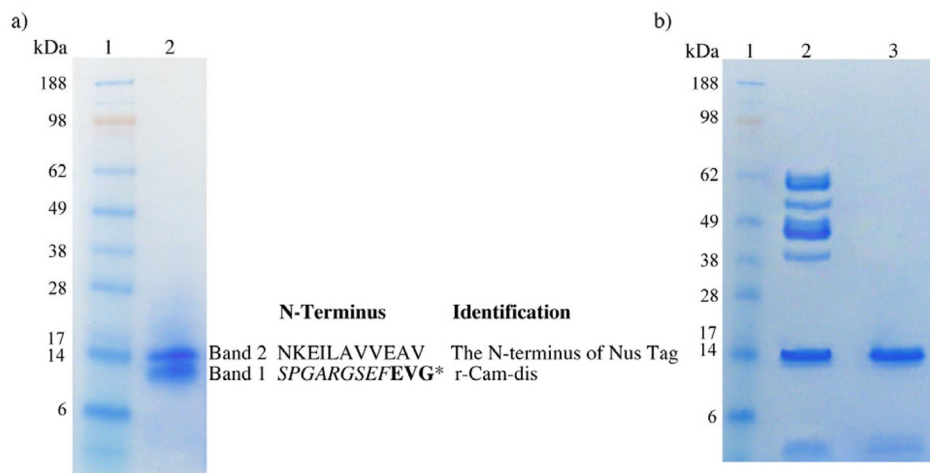 a)
kDa 1 2
188
98
62
49
38
28
17
14
6
N-Terminus Identification
Band 2 NKEILAVVEAV The N-terminus of Nus Tag
Band 1 SPGARGSEFEVG* r-Cam-dis
b)
kDa 1 2 3
188
98
62
49
38
28
17
14
6